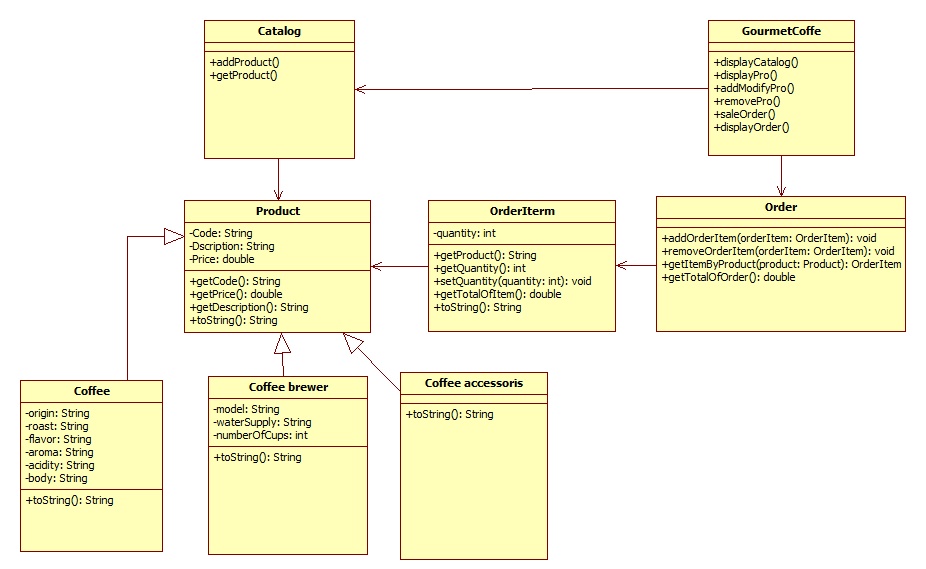 Catalog
+addProduct()
+getProduct()
GourmetCoffe
+displayCatalog()
+displayPro()
+addModifyPro()
+removePro()
+saleOrder()
+displayOrder()
Product
-Code: String
-Dscription: String
-Price: double
+getCode(): String
+getPrice(): double
+getDescription(): String
+toString(): String
OrderIterm
-quantity: int
+getProduct(): String
+getQuantity(): int
+setQuantity(quantity: int): void
+getTotalOfItem(): double
+toString(): String
Order
+addOrderItem(orderItem: OrderItem): void
+removeOrderItem(orderItem: OrderItem): void
+getItemByProduct(product: Product): OrderItem
+getTotalOfOrder(): double
Coffee
-origin: String
-roast: String
-flavor: String
-aroma: String
-acidity: String
-body: String
+toString(): String
Coffee brewer
-model: String
-waterSupply: String
-numberOfCups: int
+toString(): String
Coffee accessoris
+toString(): String